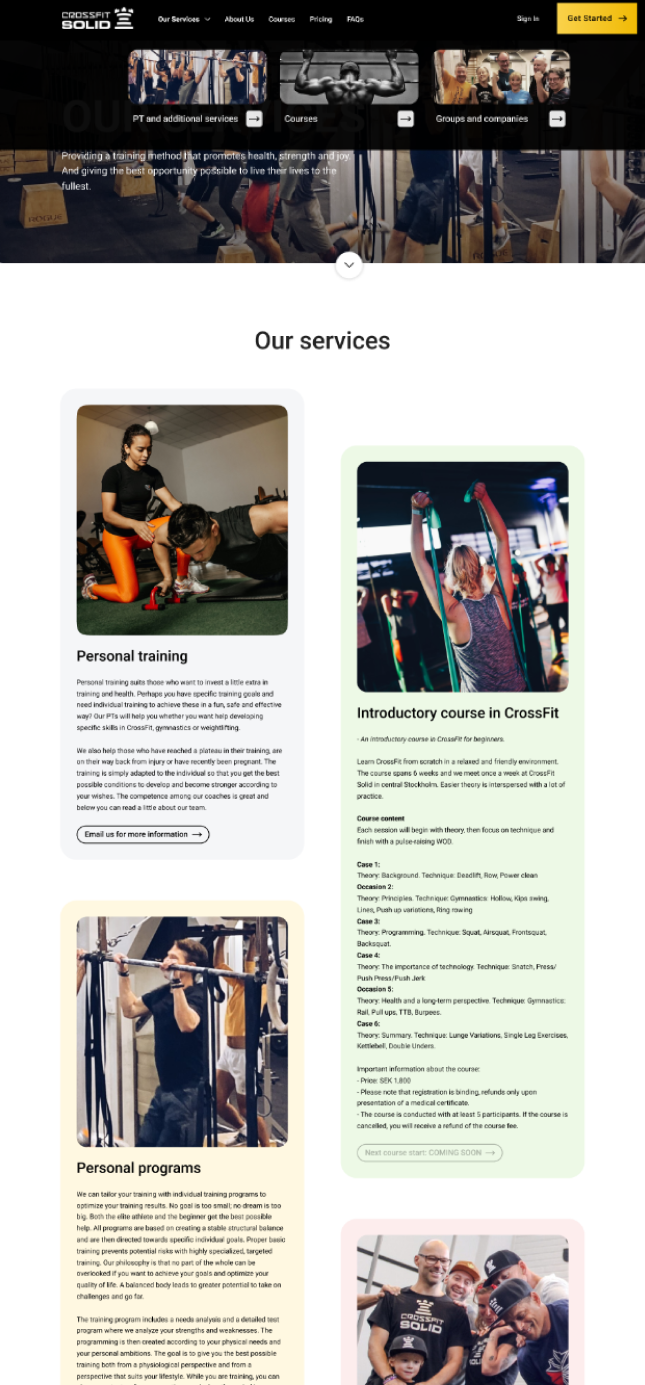 CROSSFIT
SOLID
Our Services
About Us
Courses
Pricing
FAQs
Sign In
Get Started
PT and additional services
Courses
Groups and companies
Providing a training method that promotes health, strength and joy.
And giving the best opportunity possible to live their lives to the
fullest.
ROGUE
Our services
Personal training
Personal training suits those who want to invest a little extra in
training and health. Perhaps you have specific training goals and
need individual training to achieve these in a fun, safe and effective
way? Our PTs will help you whether you want help developing
specific skills in CrossFit, gymnastics or weightlifting.
We also help those who have reached a plateau in their training, are
on their way back from injury or have recently been pregnant. The
training is simply adapted to the individual so that you get the best
possible conditions to develop and become stronger according to
your wishes. The competence among our coaches is great and
below you can read a little about our team.
Email us for more information
Introductory course in CrossFit
- An introductory course in CrossFit for beginners.
Learn CrossFit from scratch in a relaxed and friendly environment.
The course spans 6 weeks and we meet once a week at CrossFit
Solid in central Stockholm. Easier theory is interspersed with a lot of
practice.
Course content
Each session will begin with theory, then focus on technique and
finish with a pulse-raising WOD.
Case 1:
Theory: Background. Technique: Deadlift, Row, Power clean
Occasion 2:
Theory: Principles. Technique: Gymnastics: Hollow, Kips swing,
Lines, Push up variations, Ring rowing
Case 3:
Theory: Programming. Technique: Squat, Airsquat, Frontsquat,
Backsquat.
Case 4:
Theory: The importance of technology. Technique: Snatch, Press/
Push Press/Push Jerk
Occasion 5:
Theory: Health and a long-term perspective. Technique: Gymnastics:
Rail, Pull ups, TTB, Burpees.
Case 6:
Theory: Summary. Technique: Lunge Variations, Single Leg Exercises,
Kettlebell, Double Unders.
Important information about the course:
- Price: SEK 1,800
- Please note that registration is binding, refunds only upon
presentation of a medical certificate.
- The course is conducted with at least 5 participants. If the course is
cancelled, you will receive a refund of the course fee.
Next course start: COMING SOON
Personal programs
We can tailor your training with individual training programs to
optimize your training results. No goal is too small; no dream is too
big. Both the elite athlete and the beginner get the best possible
help. All programs are based on creating a stable structural balance
and are then directed towards specific individual goals. Proper basic
training prevents potential risks with highly specialized, targeted
training. Our philosophy is that no part of the whole can be
overlooked if you want to achieve your goals and optimize your
quality of life. A balanced body leads to greater potential to take on
challenges and go far.
The training program includes a needs analysis and a detailed test
program where we analyze your strengths and weaknesses. The
programming is then created according to your physical needs and
your personal ambitions. The goal is to give you the best possible
training both from a physiological perspective and from a
perspective that suits your lifestyle. While you are training, you can
CROSSFIT
SOLID